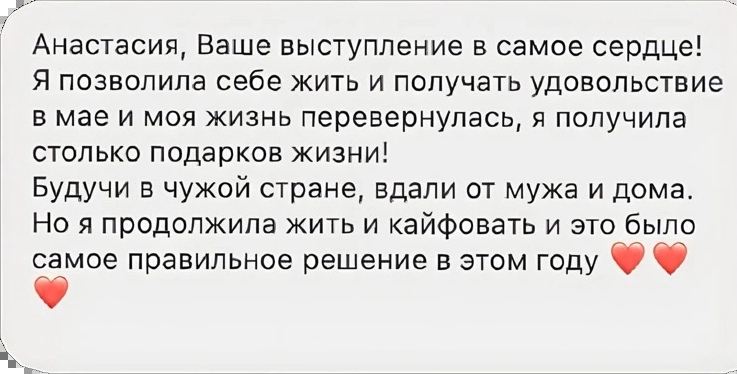 Анастасия, Ваше выступление в самое сердце!
Я позволила себе жить и получать удовольствие
в мае и моя жизнь перевернулась, я получила
столько подарков жизни!
Будучи в чужой стране, вдали от мужа и дома.
Но я продолжила жить и кайфовать и это было
самое правильное решение в этом году ❤️❤️
❤️